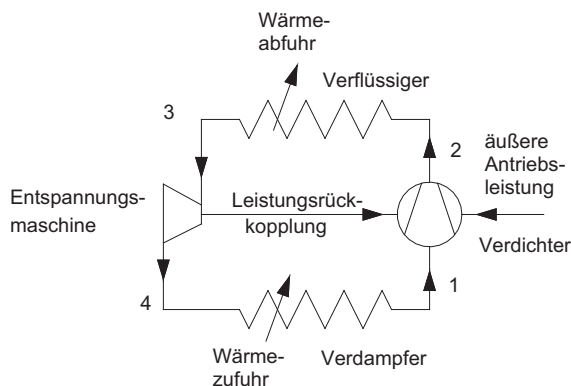 Wärme-
abfuhr
Verflüssiger
3
2
äußere
Antriebs-
leistung
Entspannungs-
maschine
Leistungsrück-
kopplung
Verdichter
4
1
Wärme-
zufuhr
Verdampfer